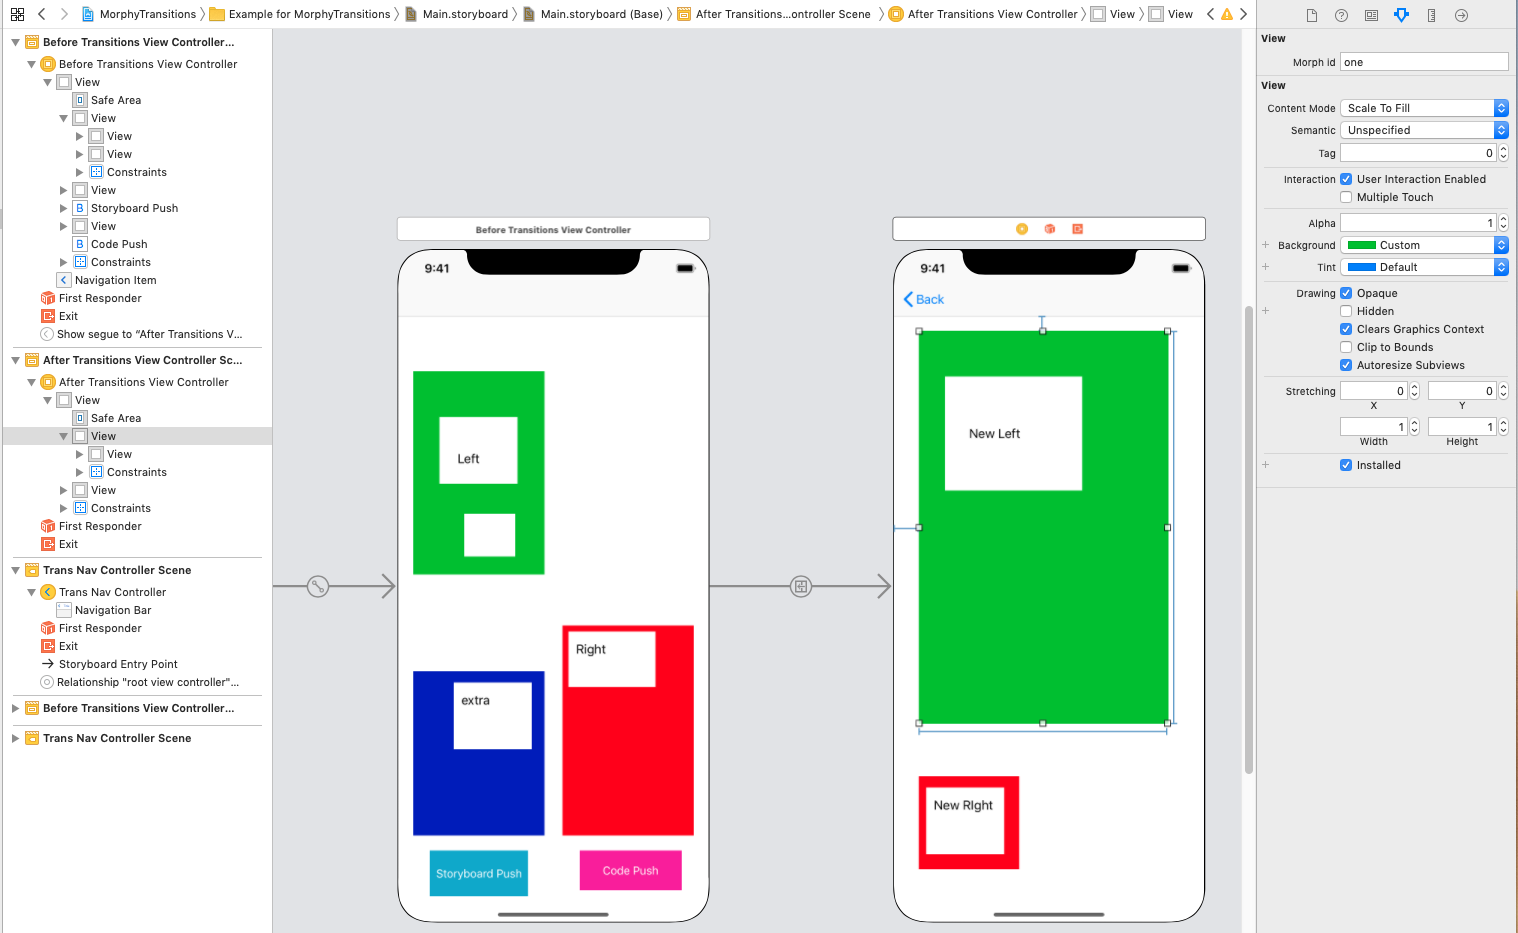 MorphyTransitions
Example for MorphyTransitions
Main.storyboard
Main.storyboard (Base)
After Transitions...ontroller Scene
After Transitions View Controller
View
View
Before Transitions View Controller...
Before Transitions View Controller
View
Safe Area
View
View
View
Constraints
View
B Storyboard Push
View
B Code Push
Constraints
Navigation Item
First Responder
Exit
Show segue to “After Transitions V...
After Transitions View Controller Sc...
After Transitions View Controller
View
Safe Area
View
View
Constraints
View
Constraints
First Responder
Exit
Trans Nav Controller Scene
Trans Nav Controller
Navigation Bar
First Responder
Exit
Storyboard Entry Point
Relationship "root view controller"...
Before Transitions View Controller...
Trans Nav Controller Scene
Before Transitions View Controller
9:41
Left
Right
extra
Storyboard Push
Code Push
9:41
Back
New Left
New RIght
View
Morph id one
View
Content Mode Scale To Fill
Semantic Unspecified
Tag 0
Interaction User Interaction Enabled
Multiple Touch
Alpha 1
Background Custom
Tint Default
Drawing Opaque
Hidden
Clears Graphics Context
Clip to Bounds
Autoresize Subviews
Stretching 0 0
X Y
1 1
Width Height
Installed